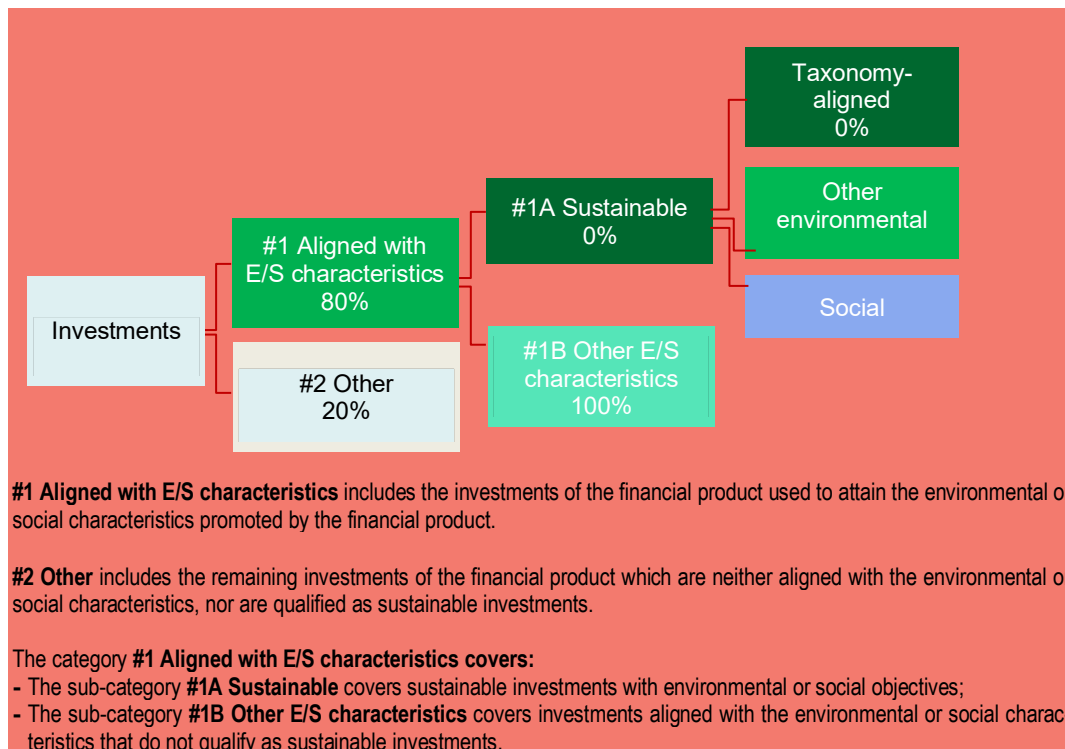 Taxonomy-
aligned
0%
Other
environmental
#1A Sustainable
0%
#1 Aligned with
E/S characteristics
80%
Social
Investments
#1B Other E/S
characteristics
100%
#2 Other
20%
#1 Aligned with E/S characteristics includes the investments of the financial product used to attain the environmental o
social characteristics promoted by the financial product.
#2 Other includes the remaining investments of the financial product which are neither aligned with the environmental o
social characteristics, nor are qualified as sustainable investments.
The category #1 Aligned with E/S characteristics covers:
- The sub-category #1A Sustainable covers sustainable investments with environmental or social objectives;
- The sub-category #1B Other E/S characteristics covers investments aligned with the environmental or social charac
teristics that do not qualify as sustainable investments.